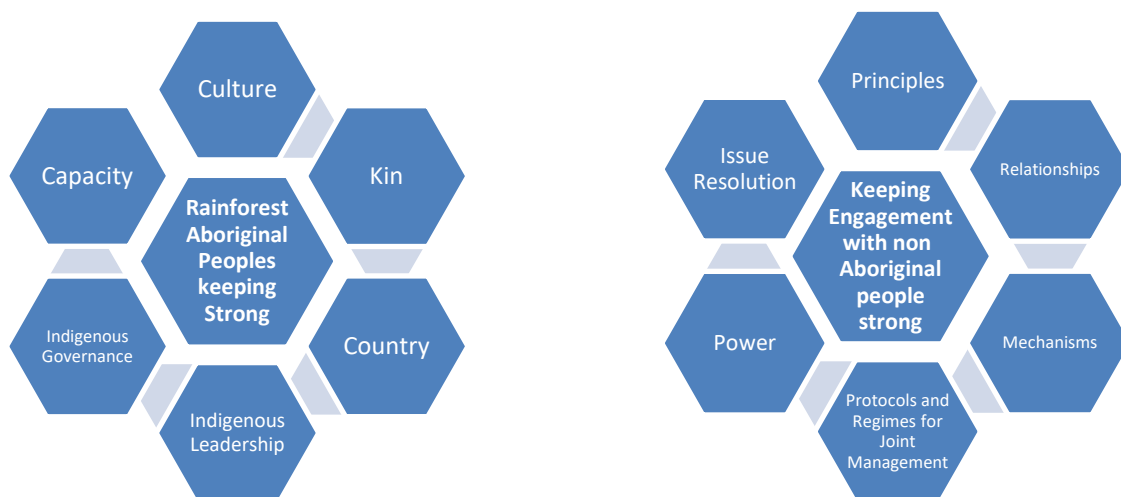 Culture
Capacity
Kin
Rainforest
Aboriginal
Peoples
keeping
Strong
Indigenous
Governance
Country
Indigenous
Leadership
Principles
Issue
Resolution
Relationships
Keeping
Engagement
with non
Aboriginal
people
strong
Power
Mechanisms
Protocols and
Regimes for
Joint
Management